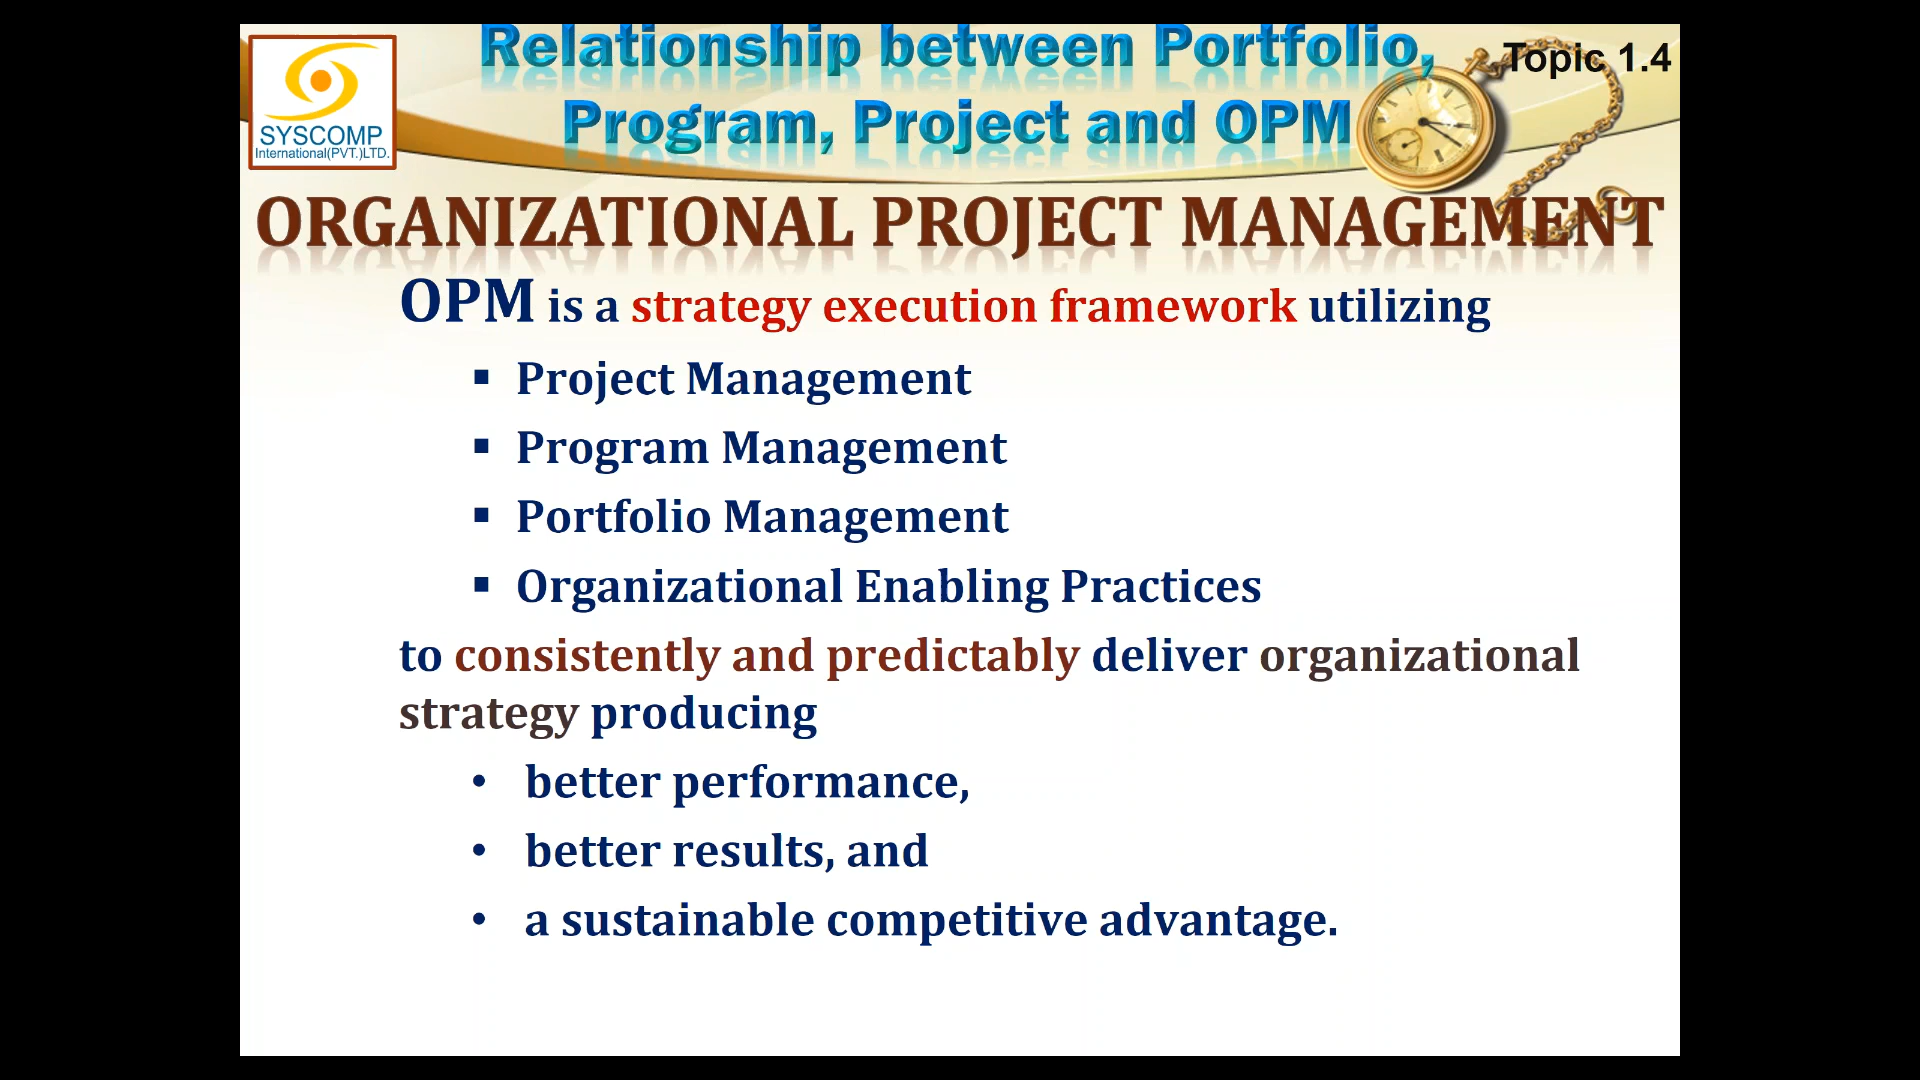 Relationship between Portfolio,
Program, Project and OPM
Topic 1.4
SYSCOMP
International(PVT.)LTD.
ORGANIZATIONAL PROJECT MANAGEMENT
OPM is a strategy execution framework utilizing
▪ Project Management
▪ Program Management
▪ Portfolio Management
▪ Organizational Enabling Practices
to consistently and predictably deliver organizational
strategy producing
• better performance,
• better results, and
• a sustainable competitive advantage.